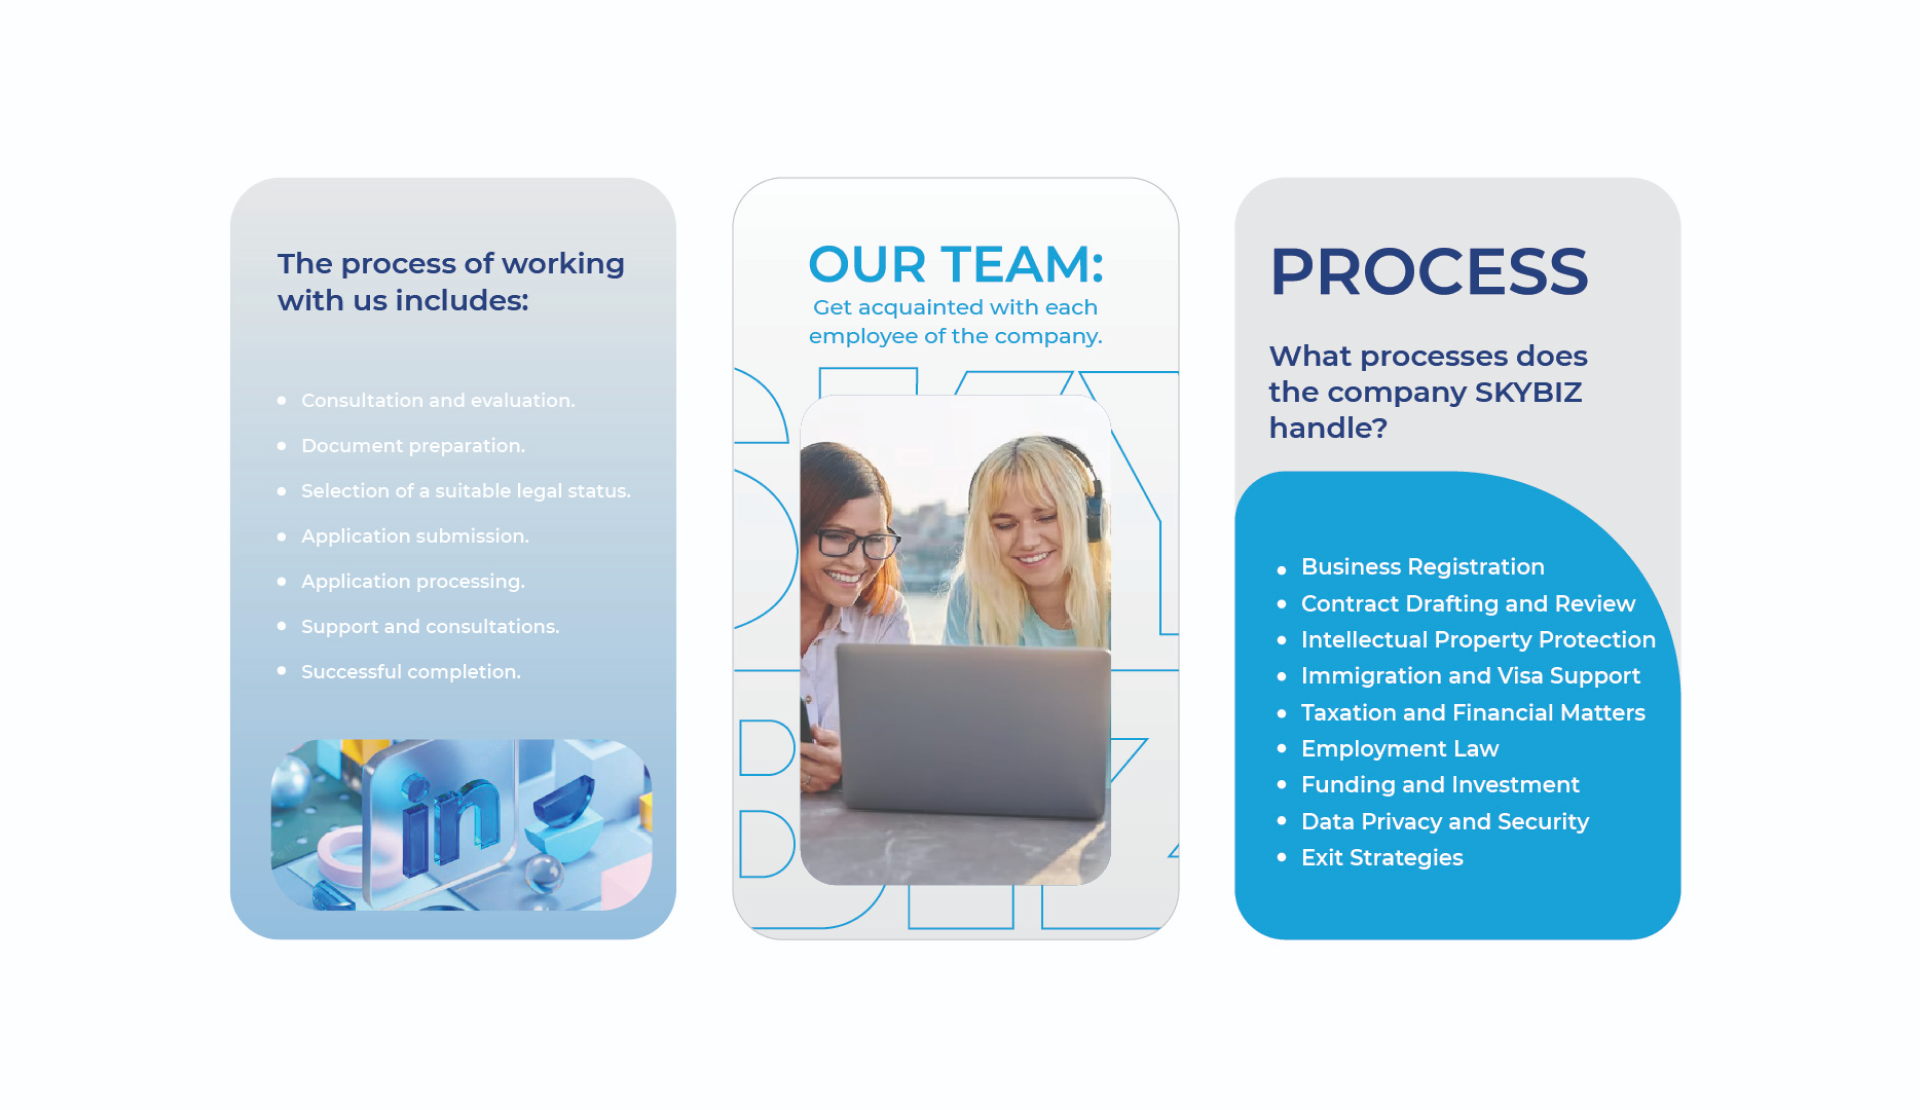 The process of working
with us includes:
Consultation and evaluation.
Document preparation.
Selection of a suitable legal status.
Application submission.
Application processing.
Support and consultations.
Successful completion.
in
OUR TEAM:
Get acquainted with each
employee of the company.
PROCESS
What processes does
the company SKYBIZ
handle?
Business Registration
Contract Drafting and Review
Intellectual Property Protection
Immigration and Visa Support
Taxation and Financial Matters
Employment Law
Funding and Investment
Data Privacy and Security
Exit Strategies